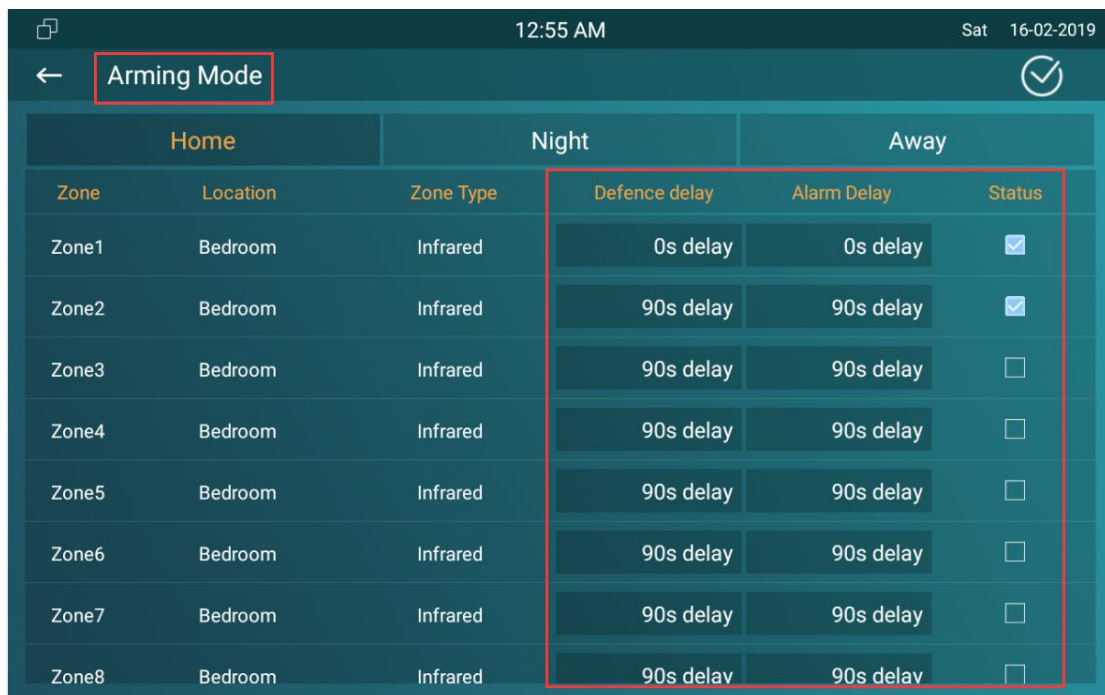 12:55 AM Sat 16-02-2019
Arming Mode
Home Night Away
Zone Location Zone Type Defence delay Alarm Delay Status
Zone1 Bedroom Infrared 0s delay 0s delay
Zone2 Bedroom Infrared 90s delay 90s delay
Zone3 Bedroom Infrared 90s delay 90s delay
Zone4 Bedroom Infrared 90s delay 90s delay
Zone5 Bedroom Infrared 90s delay 90s delay
Zone6 Bedroom Infrared 90s delay 90s delay
Zone7 Bedroom Infrared 90s delay 90s delay
Zone8 Bedroom Infrared 90s delay 90s delay